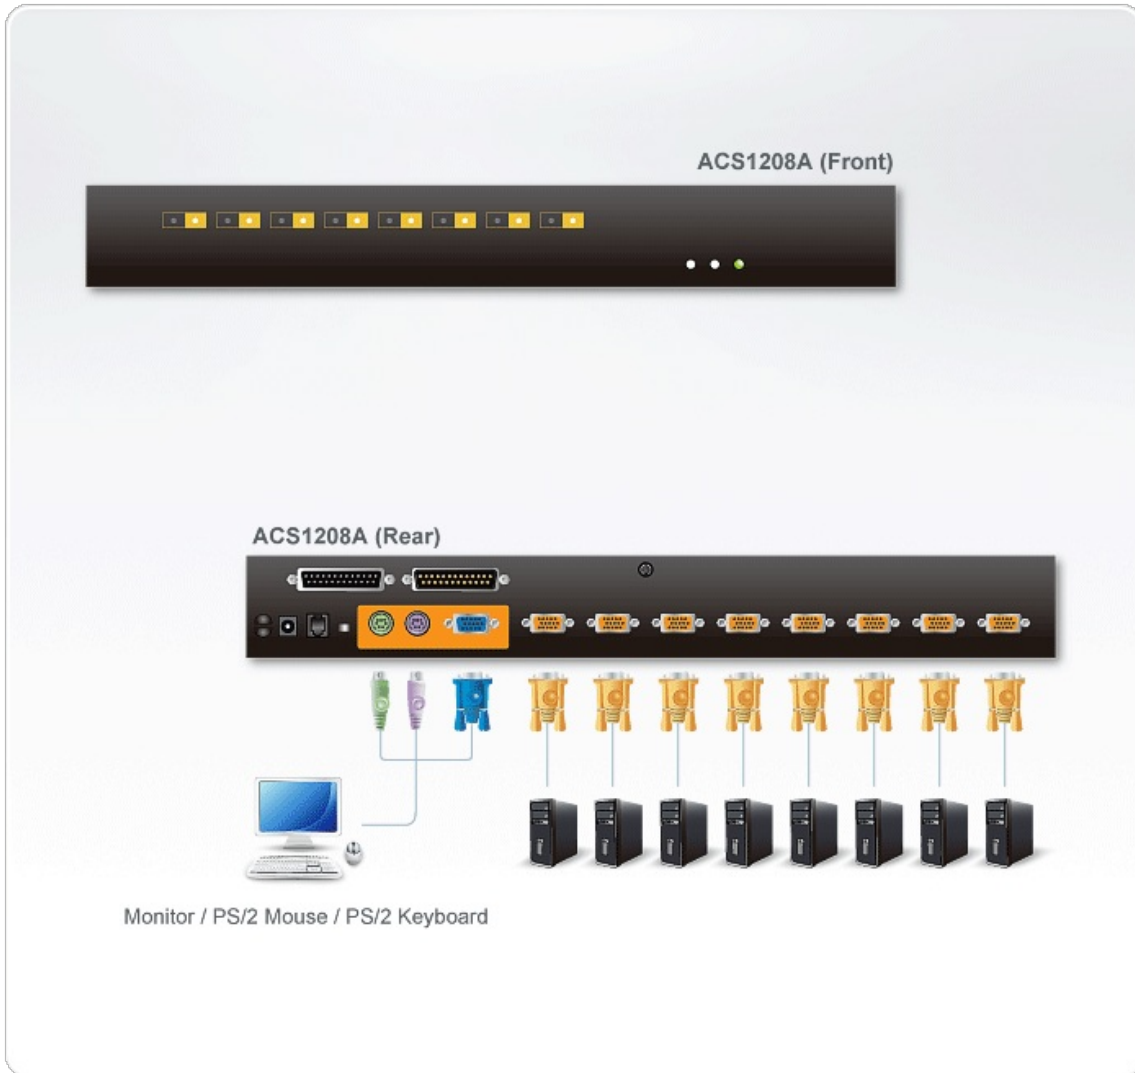 ACS1208A (Front)
ACS1208A (Rear)
Monitor / PS/2 Mouse / PS/2 Keyboard